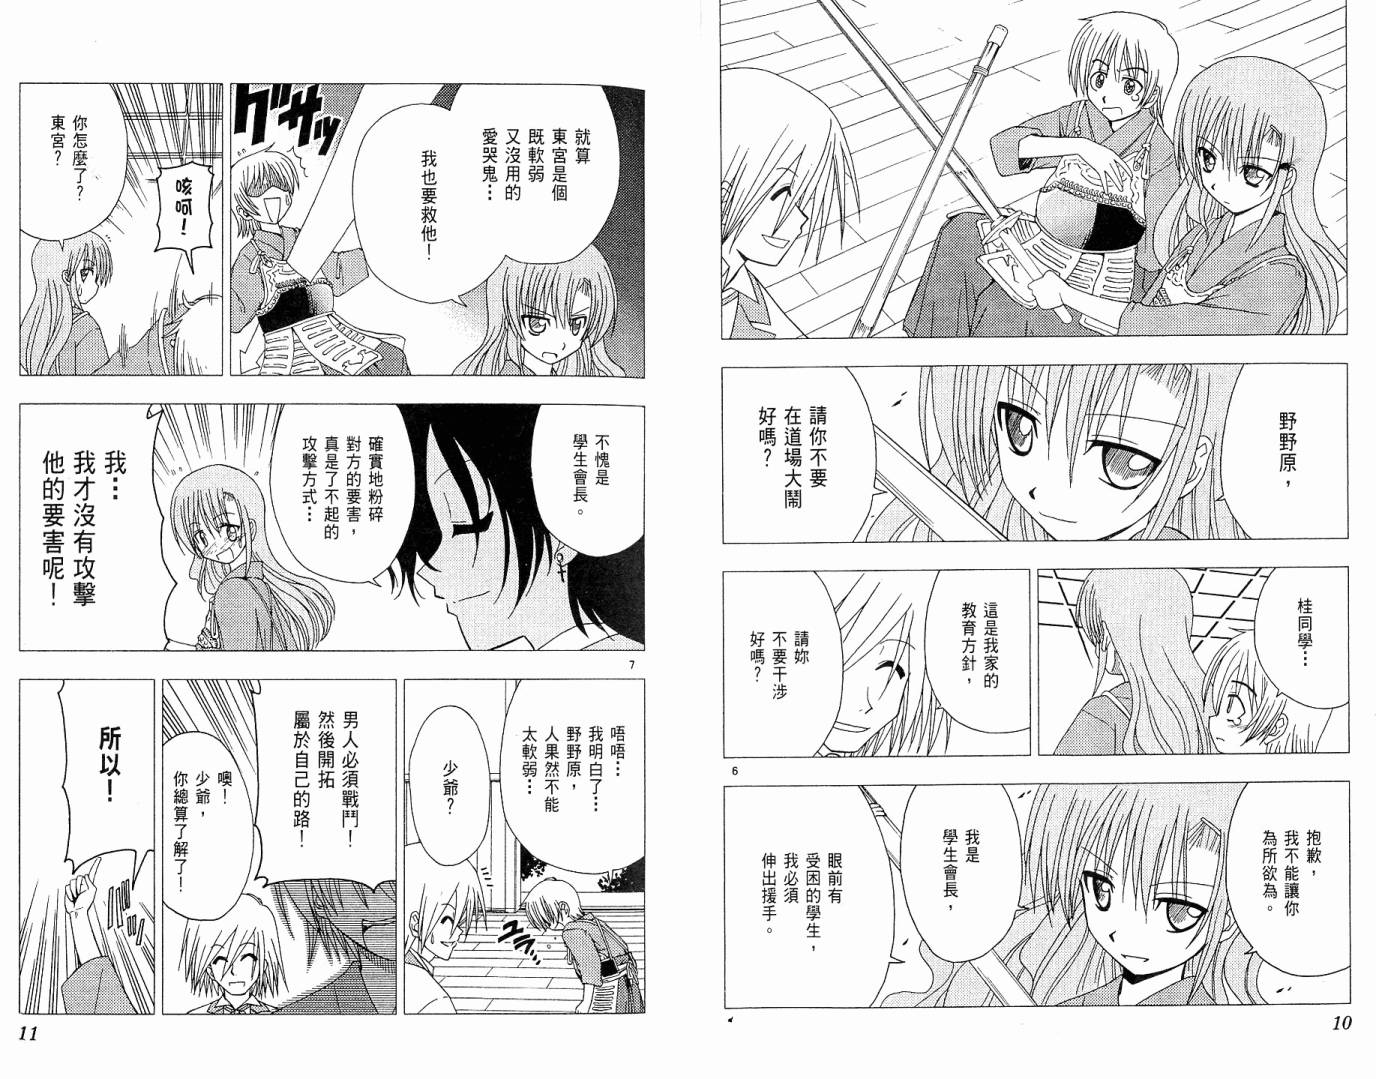 野野原，
請你不要
在道場大鬧
好嗎？
桂同學…
這是我家的
教育方針，
請妳
不要干涉
好嗎？
6
抱歉，
我不能讓你
為所欲為。
我是
學生會長，
眼前有
受困的學生，
我必須
伸出援手。
10
就算
東宮是個
既軟弱
又沒用的
愛哭鬼…
我也要救他！
グサッ
咳呵！
你怎麼了？
東宮？
不愧是
學生會長。
確實地粉碎
對方的要害，
真是了不起的
攻擊方式…
我…
我才沒有攻擊
他的要害呢！
7
唔唔…
我明白了…
野野原，
人果然不能
太軟弱…
少爺？
男人必須戰鬥！
然後開拓
屬於自己的路！
噢！
少爺，
你總算了解了！
所以！
11